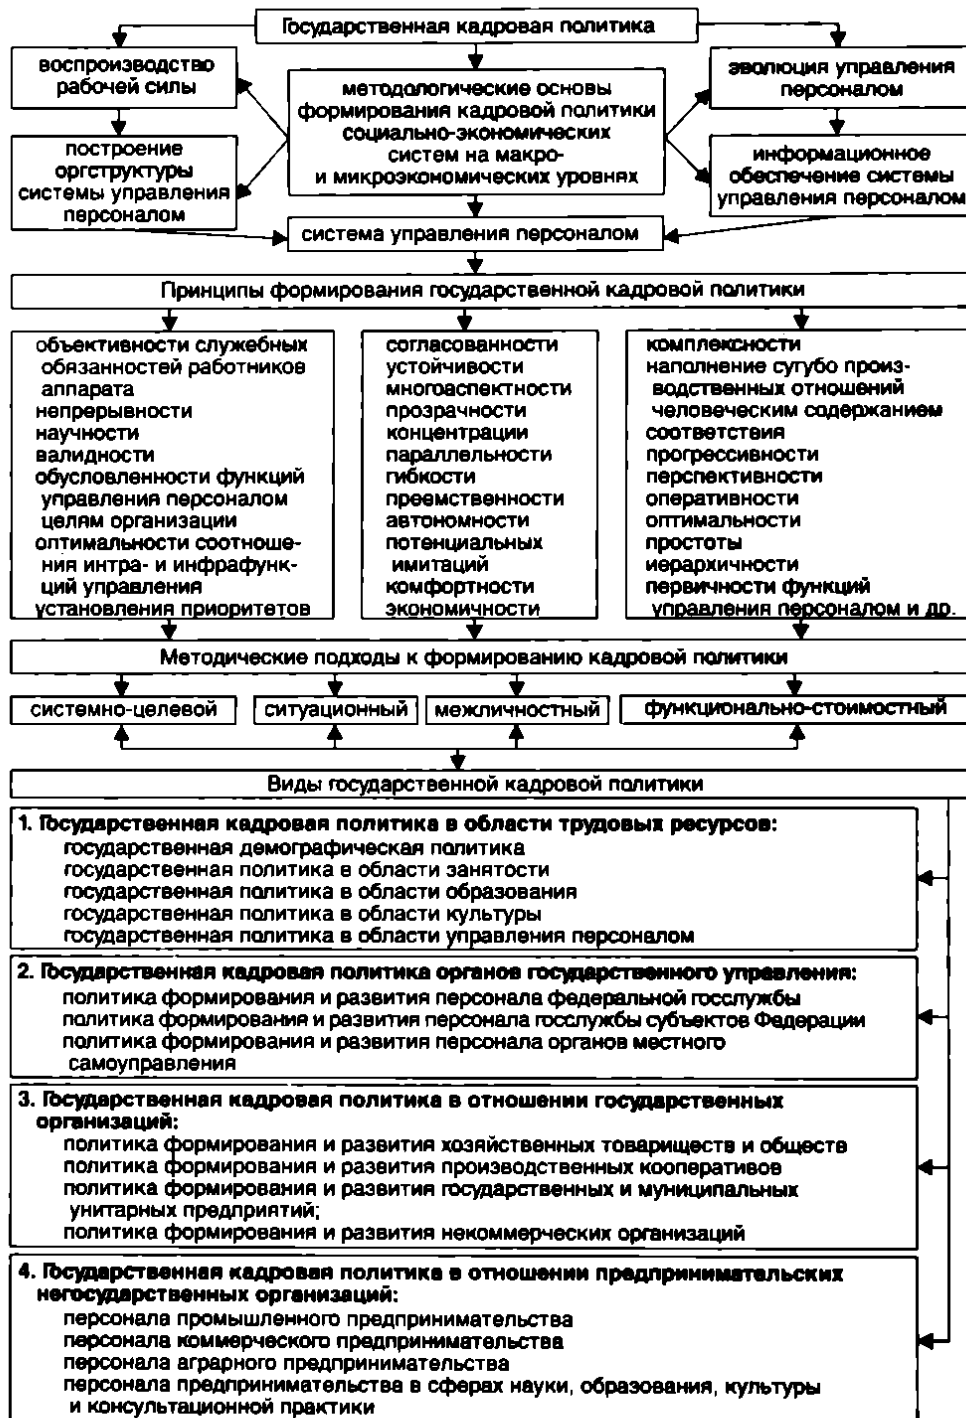 Государственная кадровая политика
воспроизводство
рабочей силы
методологические основы
формирования кадровой политики
социально-экономических
систем на макро-
и микроэкономических уровнях
эволюция управления
персоналом
построение
оргструктуры
системы управления
персоналом
информационное
обеспечение системы
управления персоналом
система управления персоналом
Принципы формирования государственной кадровой политики
объективности служебных
обязанностей работников
аппарата
непрерывности
научности
валидности
обусловленности функций
управления персоналом
целям организации
оптимальности соотноше-
ния интра- и инфрафунк-
ций управления
установления приоритетов
согласованности
устойчивости
многоаспектности
прозрачности
концентрации
параллельности
гибкости
преемственности
автономности
потенциальных
имитаций
комфортности
экономичности
комплексности
наполнение сугубо произ-
водственных отношений
человеческим содержанием
соответствия
прогрессивности
перспективности
оперативности
оптимальности
простоты
иерархичности
первичности функций
управления персоналом и др.
Методические подходы к формированию кадровой политики
системно-целевой
ситуационный
межличностный
функционально-стоимостный
Виды государственной кадровой политики
1. Государственная кадровая политика в области трудовых ресурсов:
государственная демографическая политика
государственная политика в области занятости
государственная политика в области образования
государственная политика в области культуры
государственная политика в области управления персоналом
2. Государственная кадровая политика органов государственного управления:
политика формирования и развития персонала федеральной госслужбы
политика формирования и развития персонала госслужбы субъектов Федерации
политика формирования и развития персонала органов местного
самоуправления
3. Государственная кадровая политика в отношении государственных
организаций:
политика формирования и развития хозяйственных товариществ и обществ
политика формирования и развития производственных кооперативов
политика формирования и развития государственных и муниципальных
унитарных предприятий;
политика формирования и развития некоммерческих организаций
4. Государственная кадровая политика в отношении предпринимательских
негосударственных организаций:
персонала промышленного предпринимательства
персонала коммерческого предпринимательства
персонала аграрного предпринимательства
персонала предпринимательства в сферах науки, образования, культуры
и консультационной практики